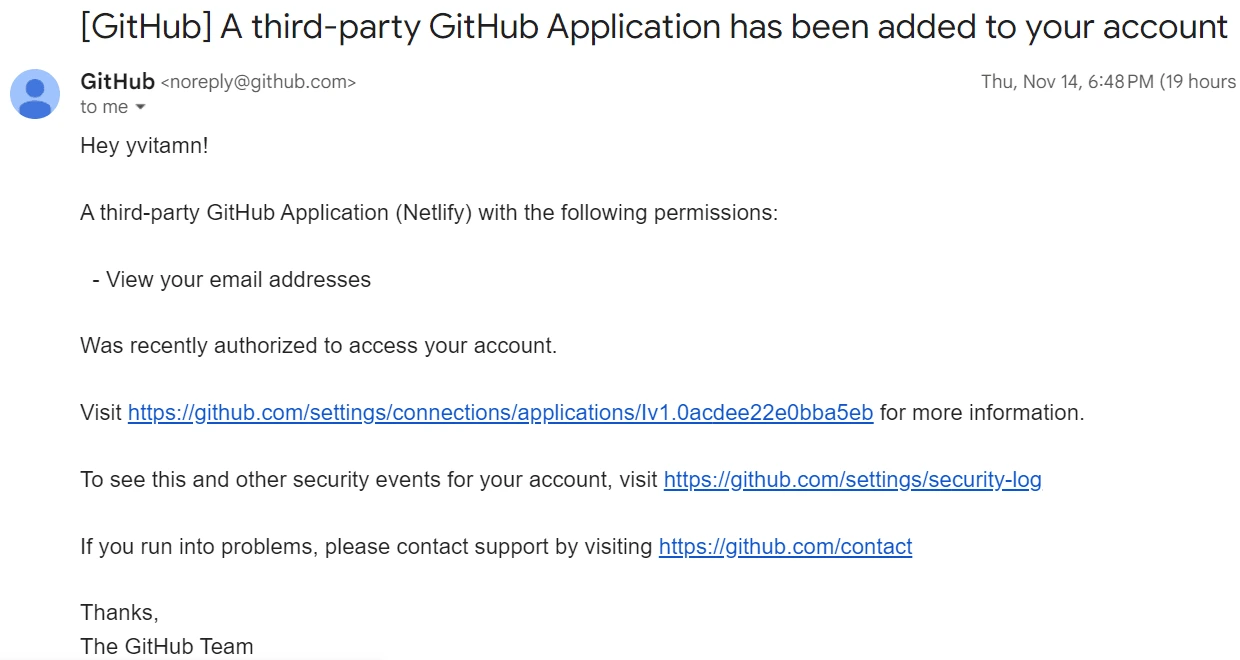 [GitHub] A third-party GitHub Application has been added to your account
GitHub <noreply@github.com>
Thu, Nov 14, 6:48 PM (19 hours
to me
Hey yvitamn!
A third-party GitHub Application (Netlify) with the following permissions:
- View your email addresses
Was recently authorized to access your account.
Visit https://github.com/settings/connections/applications/Iv1.0acdee22e0bba5eb for more information.
To see this and other security events for your account, visit https://github.com/settings/security-log
If you run into problems, please contact support by visiting https://github.com/contact
Thanks,
The GitHub Team